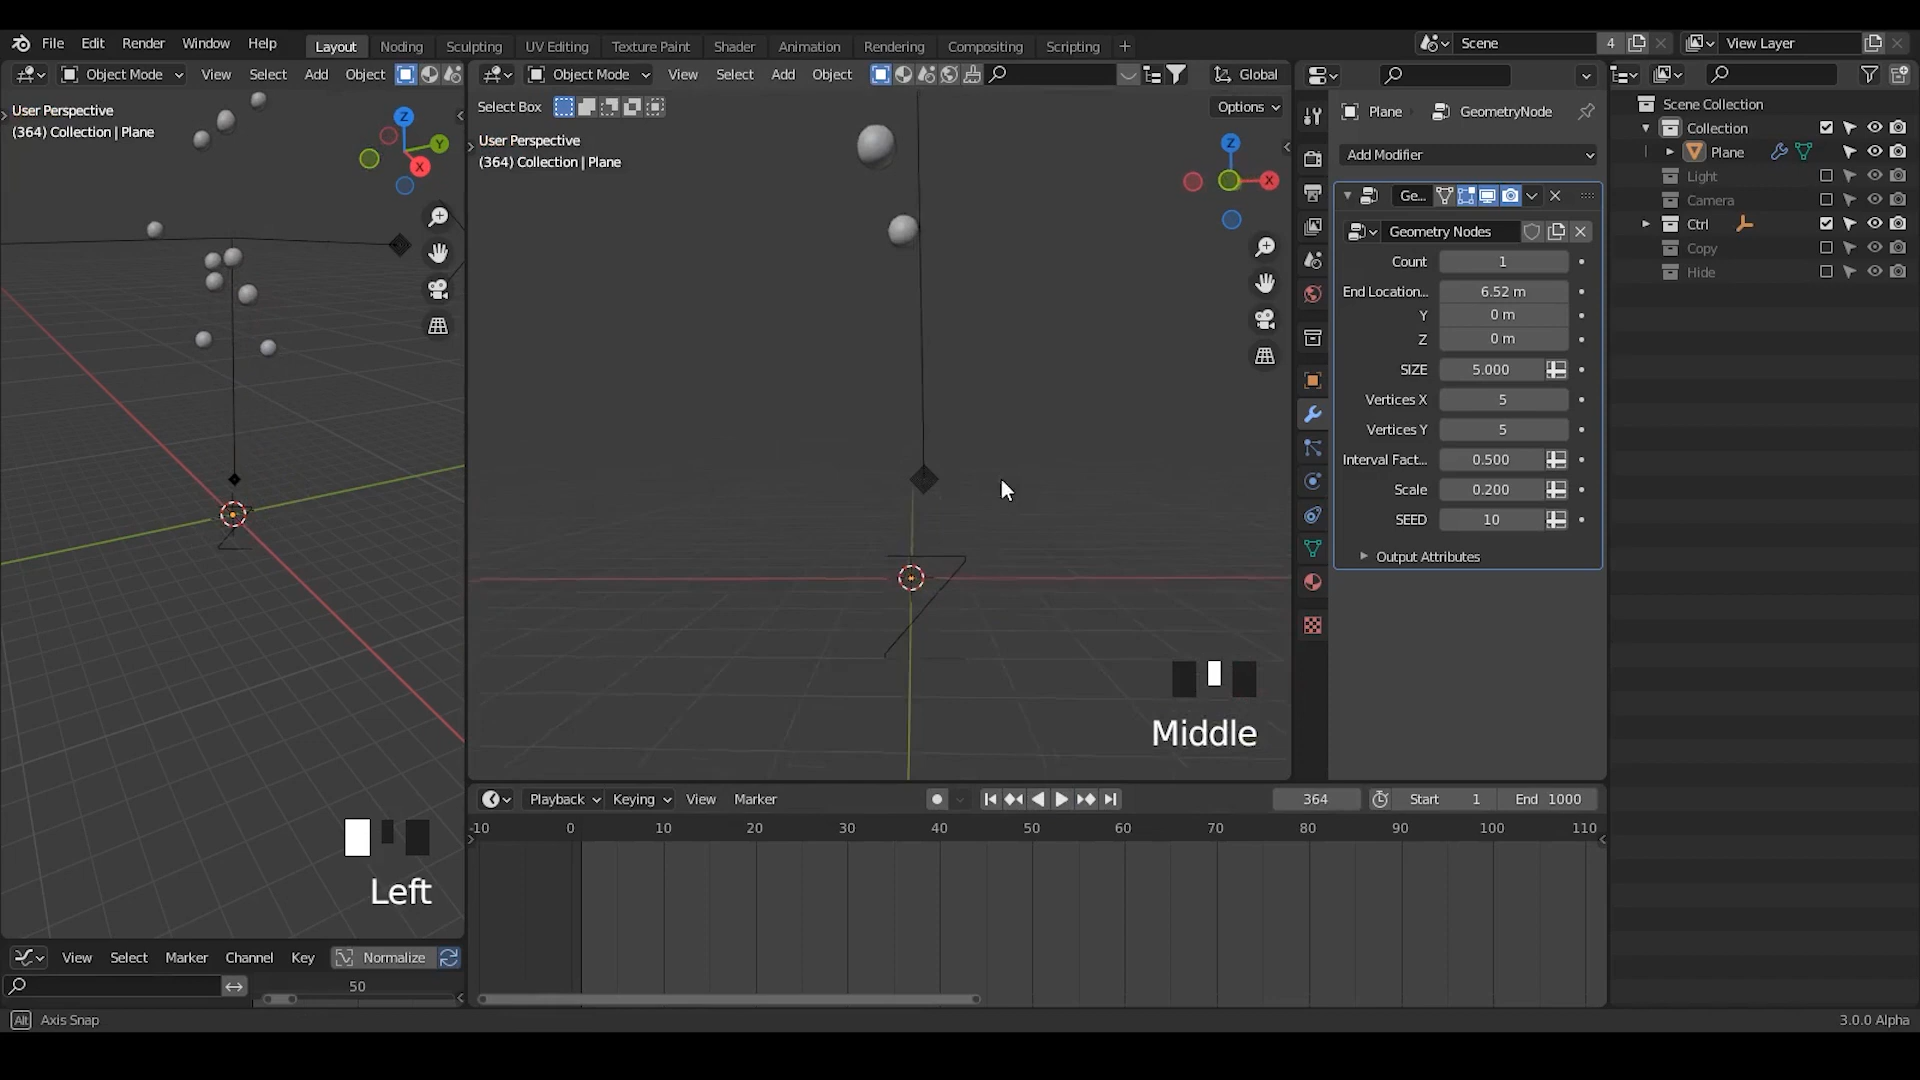 File Edit Render Window Help Layout Noding Sculpting UV Editing Texture Paint Shader Animation Rendering Compositing Scripting + Scene 4 View Layer
Object Mode View Select Add Object
Object Mode View Select Add Object Global
Select Box Options
User Perspective
(364) Collection | Plane
Z
Y
X
User Perspective
(364) Collection | Plane
Z
X
Middle
Left
Plane GeometryNode
Add Modifier
Ge...
Geometry Nodes
Count 1
End Location... 6.52 m
Y 0 m
Z 0 m
SIZE 5.000
Vertices X 5
Vertices Y 5
Interval Fact... 0.500
Scale 0.200
SEED 10
Output Attributes
Scene Collection
Collection
Plane
Light
Camera
Ctrl
Copy
Hide
Playback Keying View Marker 364 Start 1 End 1000
-10 0 10 20 30 40 50 60 70 80 90 100 110
View Select Marker Channel Key Normalize
50
Alt Axis Snap 3.0.0 Alpha